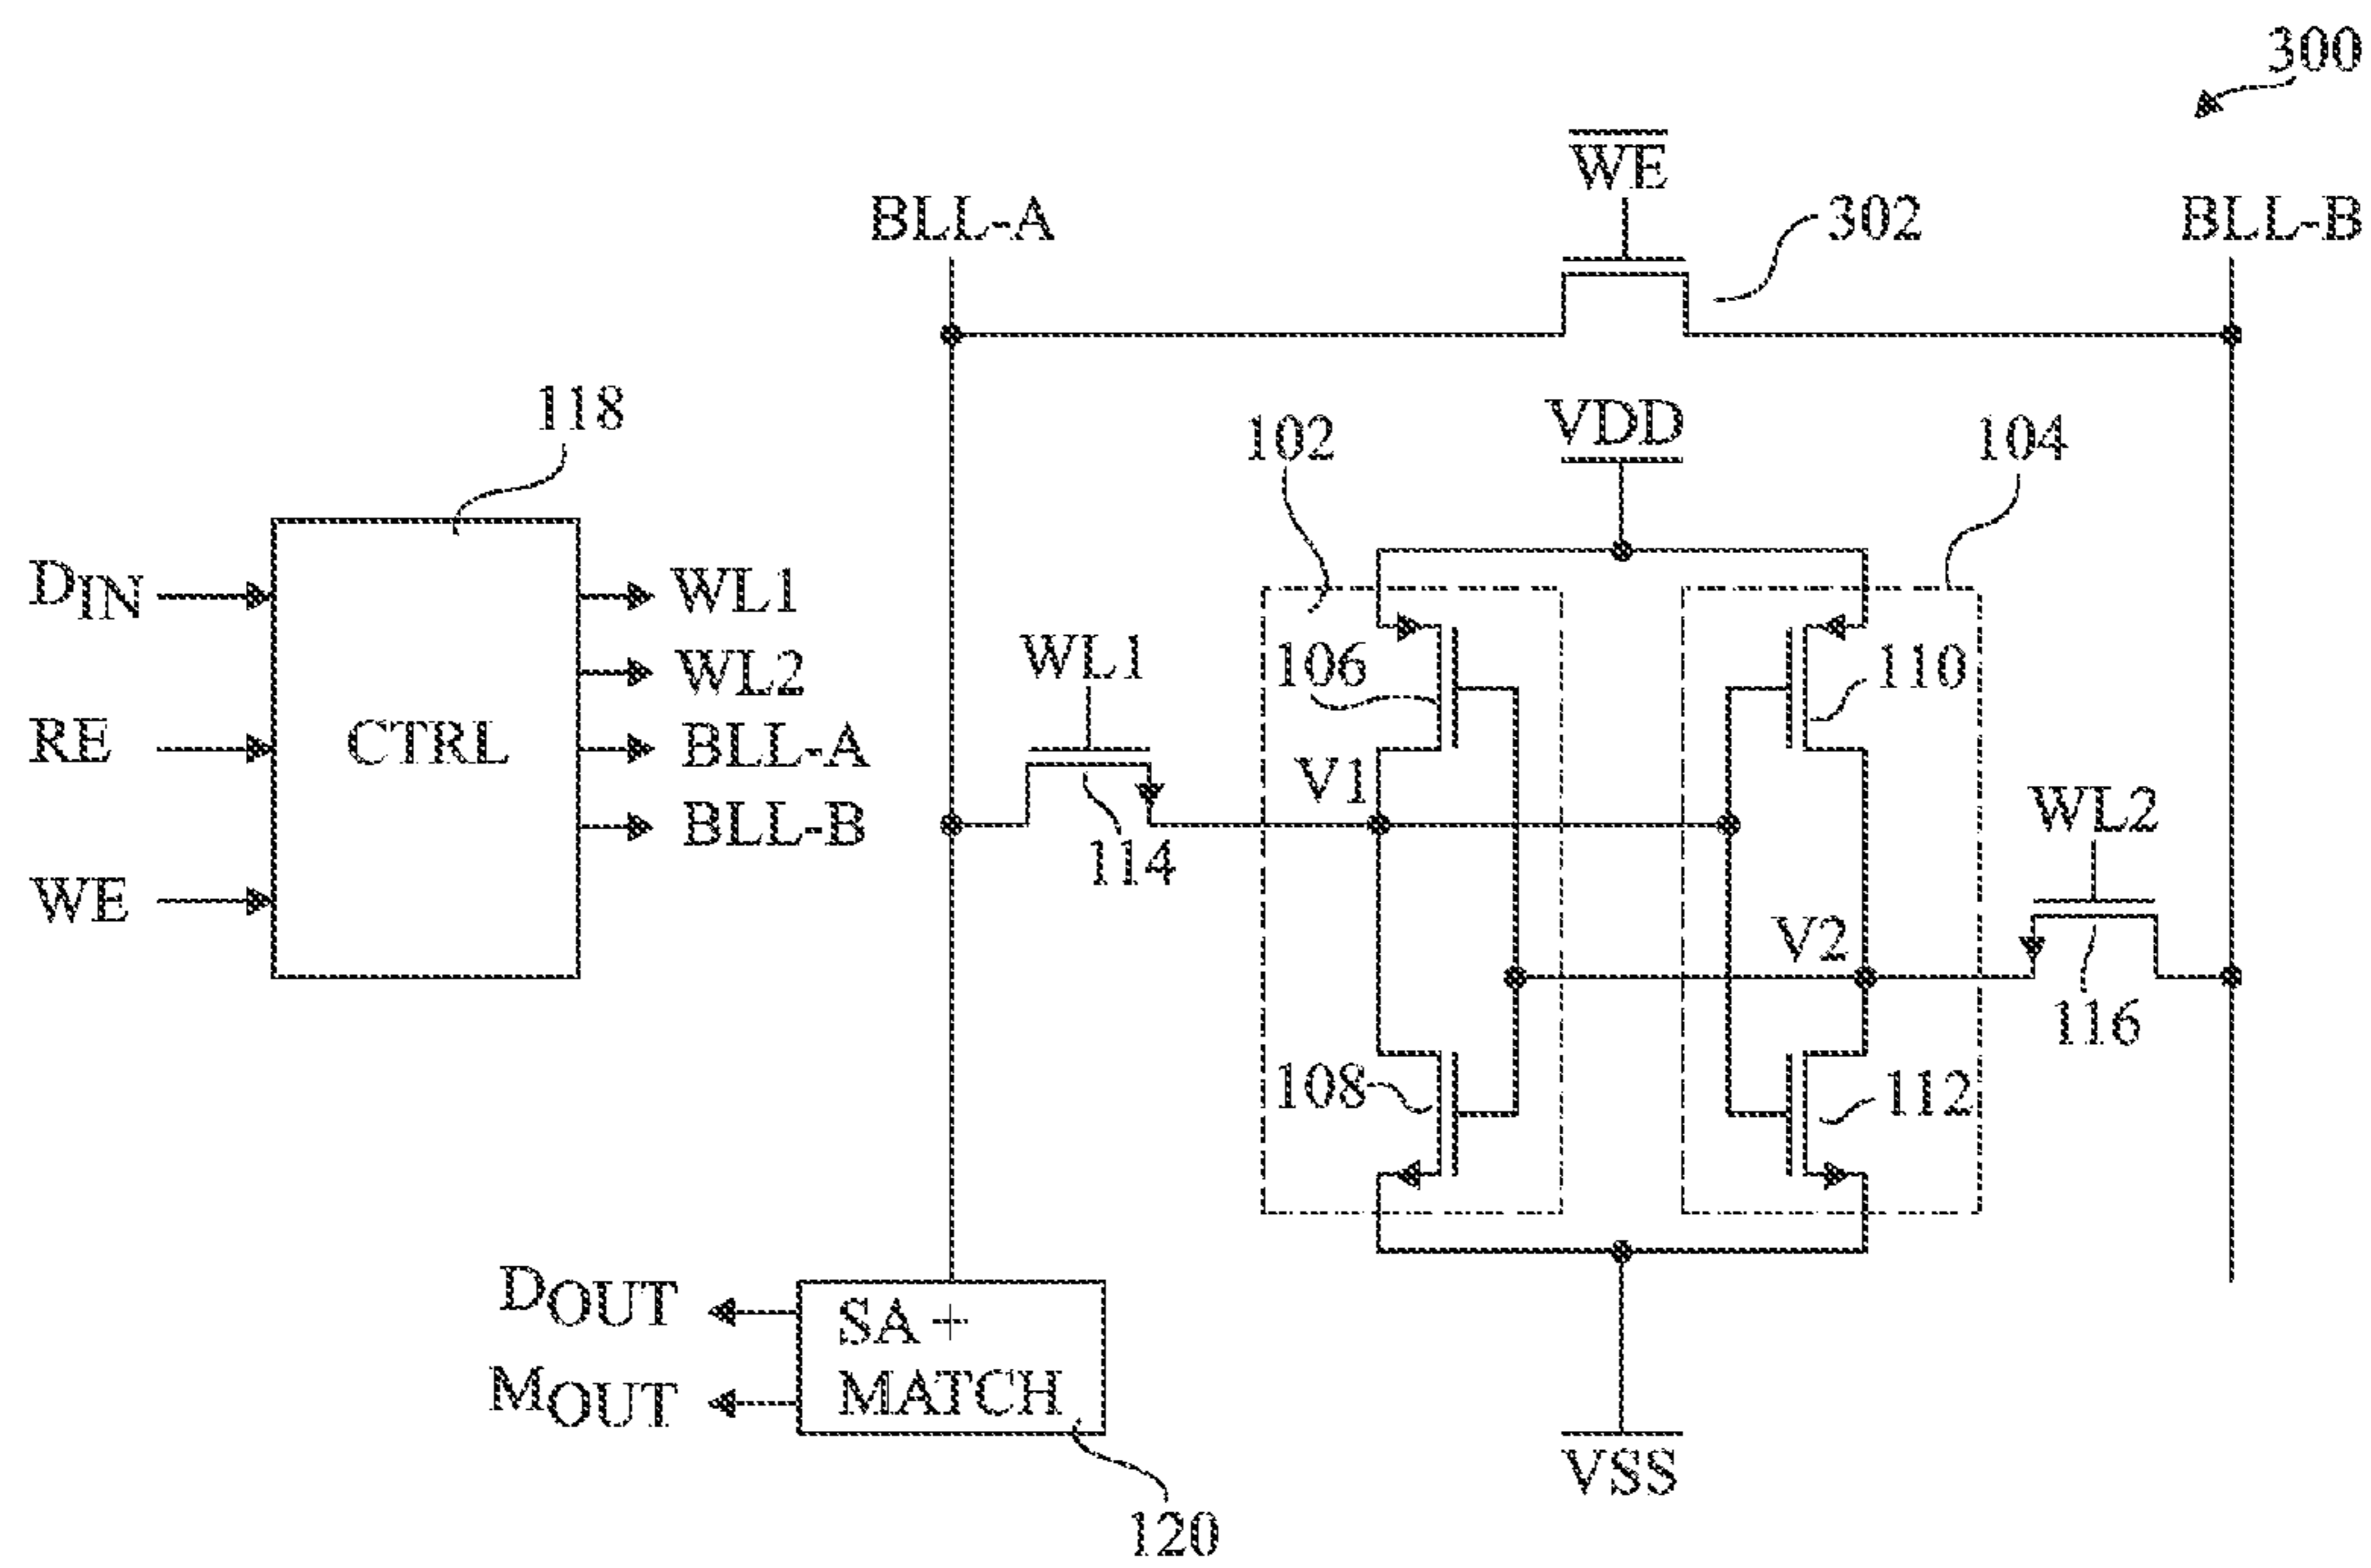 300
W̅E̅
BLL-A
302
BLL-B
118
102
VDD
104
DIN
WL1
WL2
106
110
WL1
RE
CTRL
BLL-A
V1
WL2
BLL-B
114
WE
V2
116
108
112
DOUT
SA +
MOUT
MATCH
VSS
120